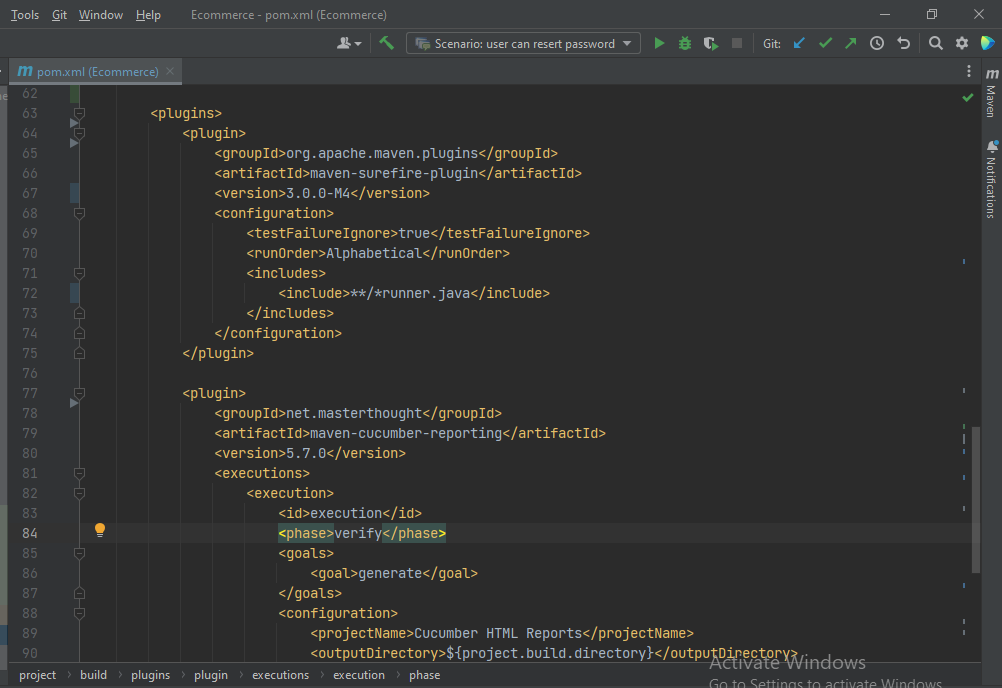 Tools Git Window Help Ecommerce - pom.xml (Ecommerce)
Scenario: user can resert password Git:
m pom.xml (Ecommerce)
m
Maven
Notifications
62
63 <plugins>
64 <plugin>
65 <groupId>org.apache.maven.plugins</groupId>
66 <artifactId>maven-surefire-plugin</artifactId>
67 <version>3.0.0-M4</version>
68 <configuration>
69 <testFailureIgnore>true</testFailureIgnore>
70 <runOrder>Alphabetical</runOrder>
71 <includes>
72 <include>**/*runner.java</include>
73 </includes>
74 </configuration>
75 </plugin>
76
77 <plugin>
78 <groupId>net.masterthought</groupId>
79 <artifactId>maven-cucumber-reporting</artifactId>
80 <version>5.7.0</version>
81 <executions>
82 <execution>
83 <id>execution</id>
84 <phase>verify</phase>
85 <goals>
86 <goal>generate</goal>
87 </goals>
88 <configuration>
89 <projectName>Cucumber HTML Reports</projectName>
90 <outputDirectory>${project.build.directory}</outputDirectory>
Activate Windows
Go to Settings to activate Windows.
project > build > plugins > plugin > executions > execution > phase